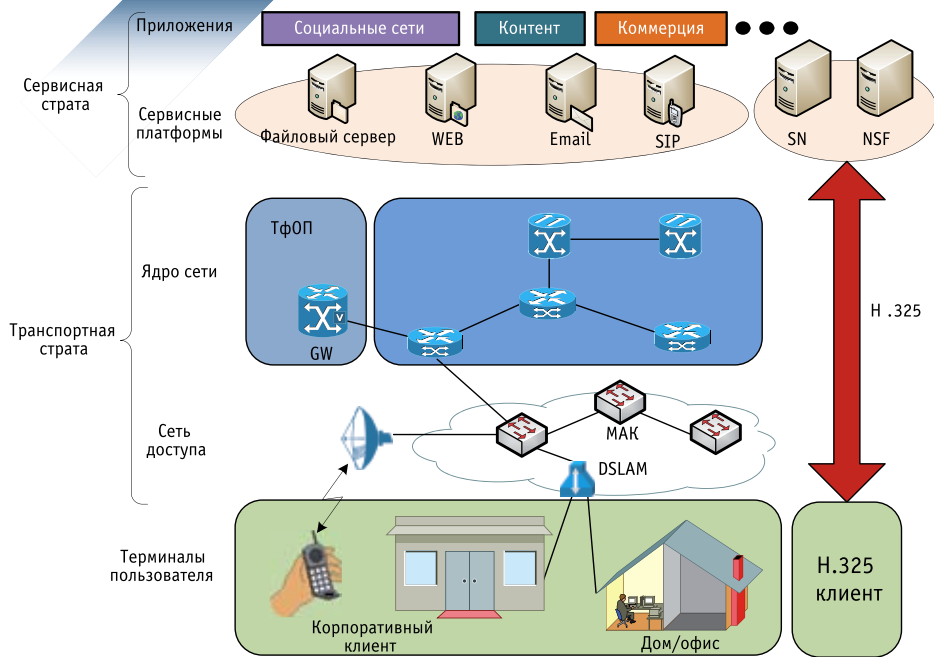 Приложения
Социальные сети
Контент
Коммерция
Сервисная
страта
Сервисные
платформы
Файловый сервер
WEB
Email
SIP
SN
NSF
ТфОП
Ядро сети
GW
H .325
Транспортная
страта
Сеть
доступа
МАК
DSLAM
Терминалы
пользователя
Корпоративный
клиент
Дом/офис
H.325
клиент